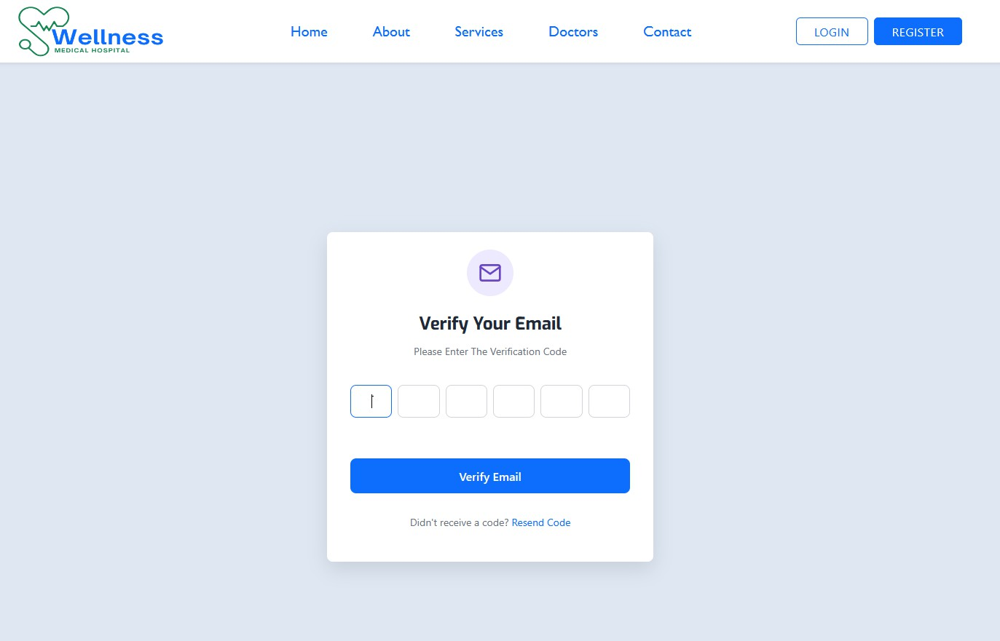 Wellness
MEDICAL HOSPITAL
Home About Services Doctors Contact
LOGIN REGISTER
Verify Your Email
Please Enter The Verification Code
Verify Email
Didn't receive a code? Resend Code